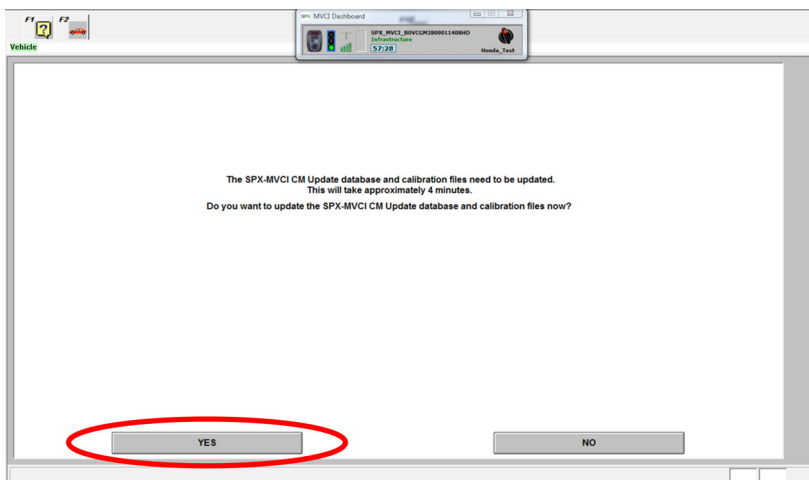 F1 F2
Vehicle
MVCI Dashboard
SPX_MVCI_B0VCGM2809011408HO
Infrastructure
57:28
Honda_Test
The SPX-MVCI CM Update database and calibration files need to be updated.
This will take approximately 4 minutes.
Do you want to update the SPX-MVCI CM Update database and calibration files now?
YES NO